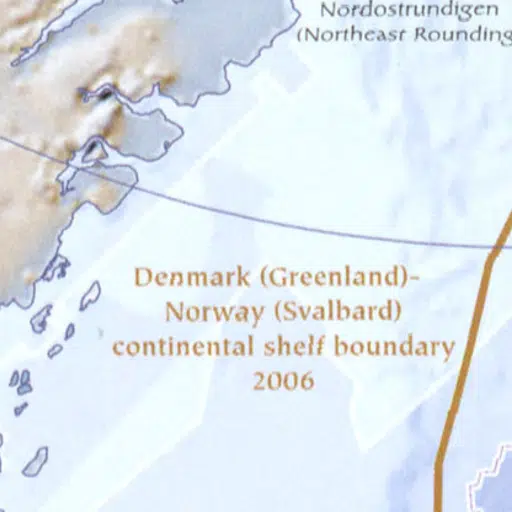 Nordostrundigen
(Northeast Rounding
Denmark (Greenland)–
Norway (Svalbard)
continental shelf boundary
2006